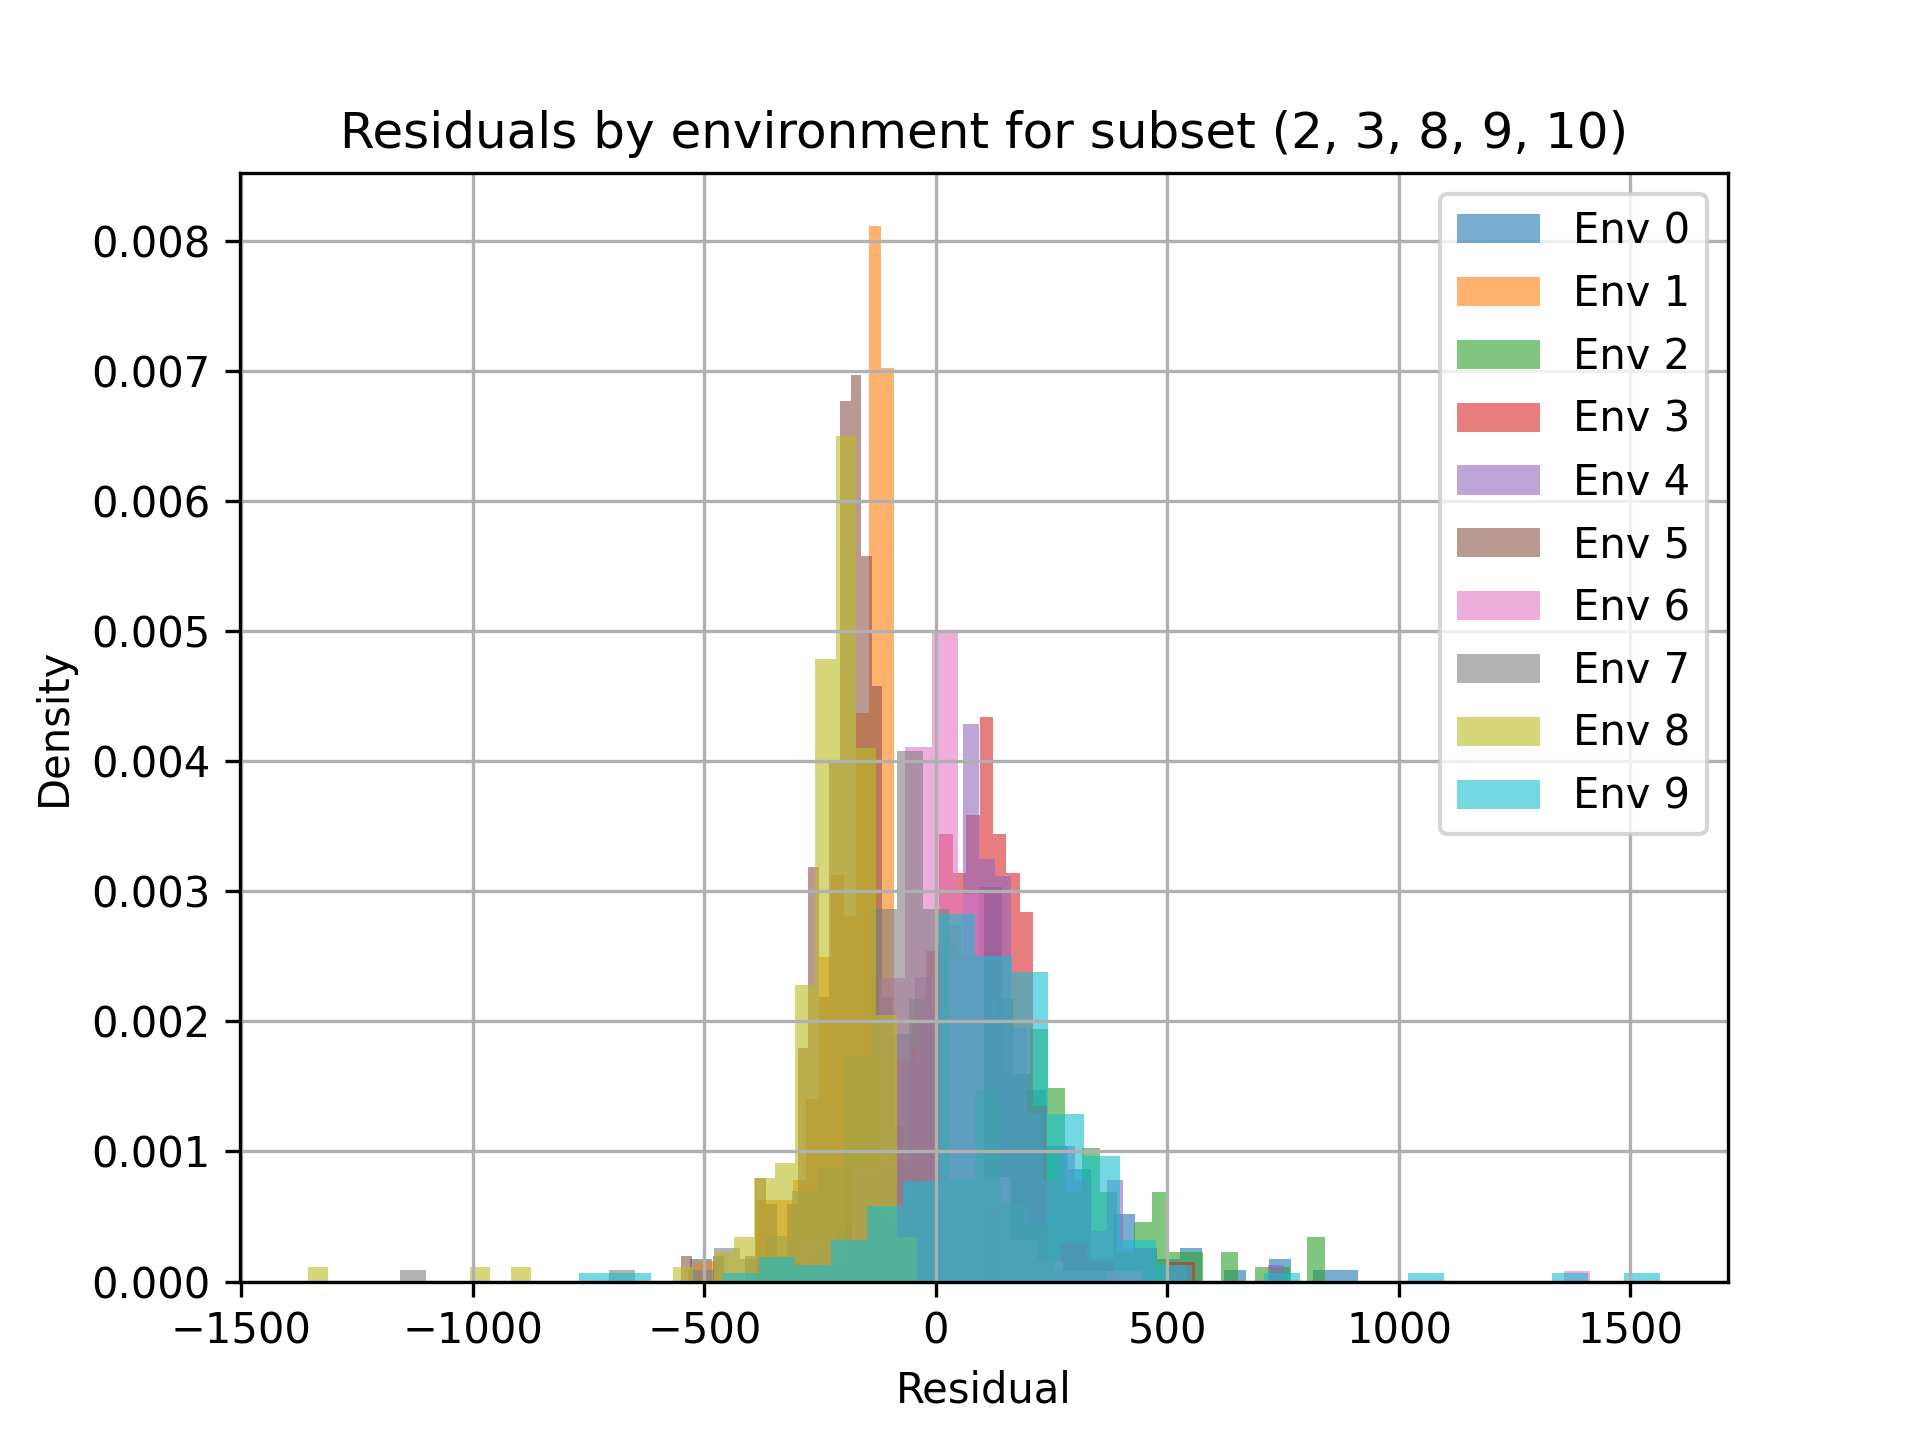 Residuals by environment for subset (2, 3, 8, 9, 10)
0.008
0.007
0.006
0.005
0.004
0.003
0.002
0.001
0.000
Density
Env 0
Env 1
Env 2
Env 3
Env 4
Env 5
Env 6
Env 7
Env 8
Env 9
−1500 −1000 −500 0 500 1000 1500
Residual